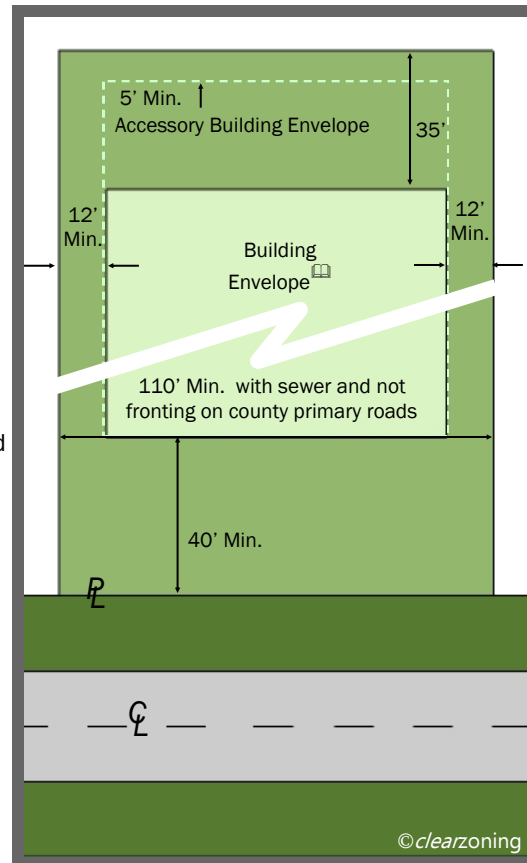 5’ Min.
Accessory Building Envelope
35’
12’
Min.
12’
Min.
Building
Envelope
110’ Min. with sewer and not
fronting on county primary roads
d
40’ Min.
PL
CL
©clearzoning